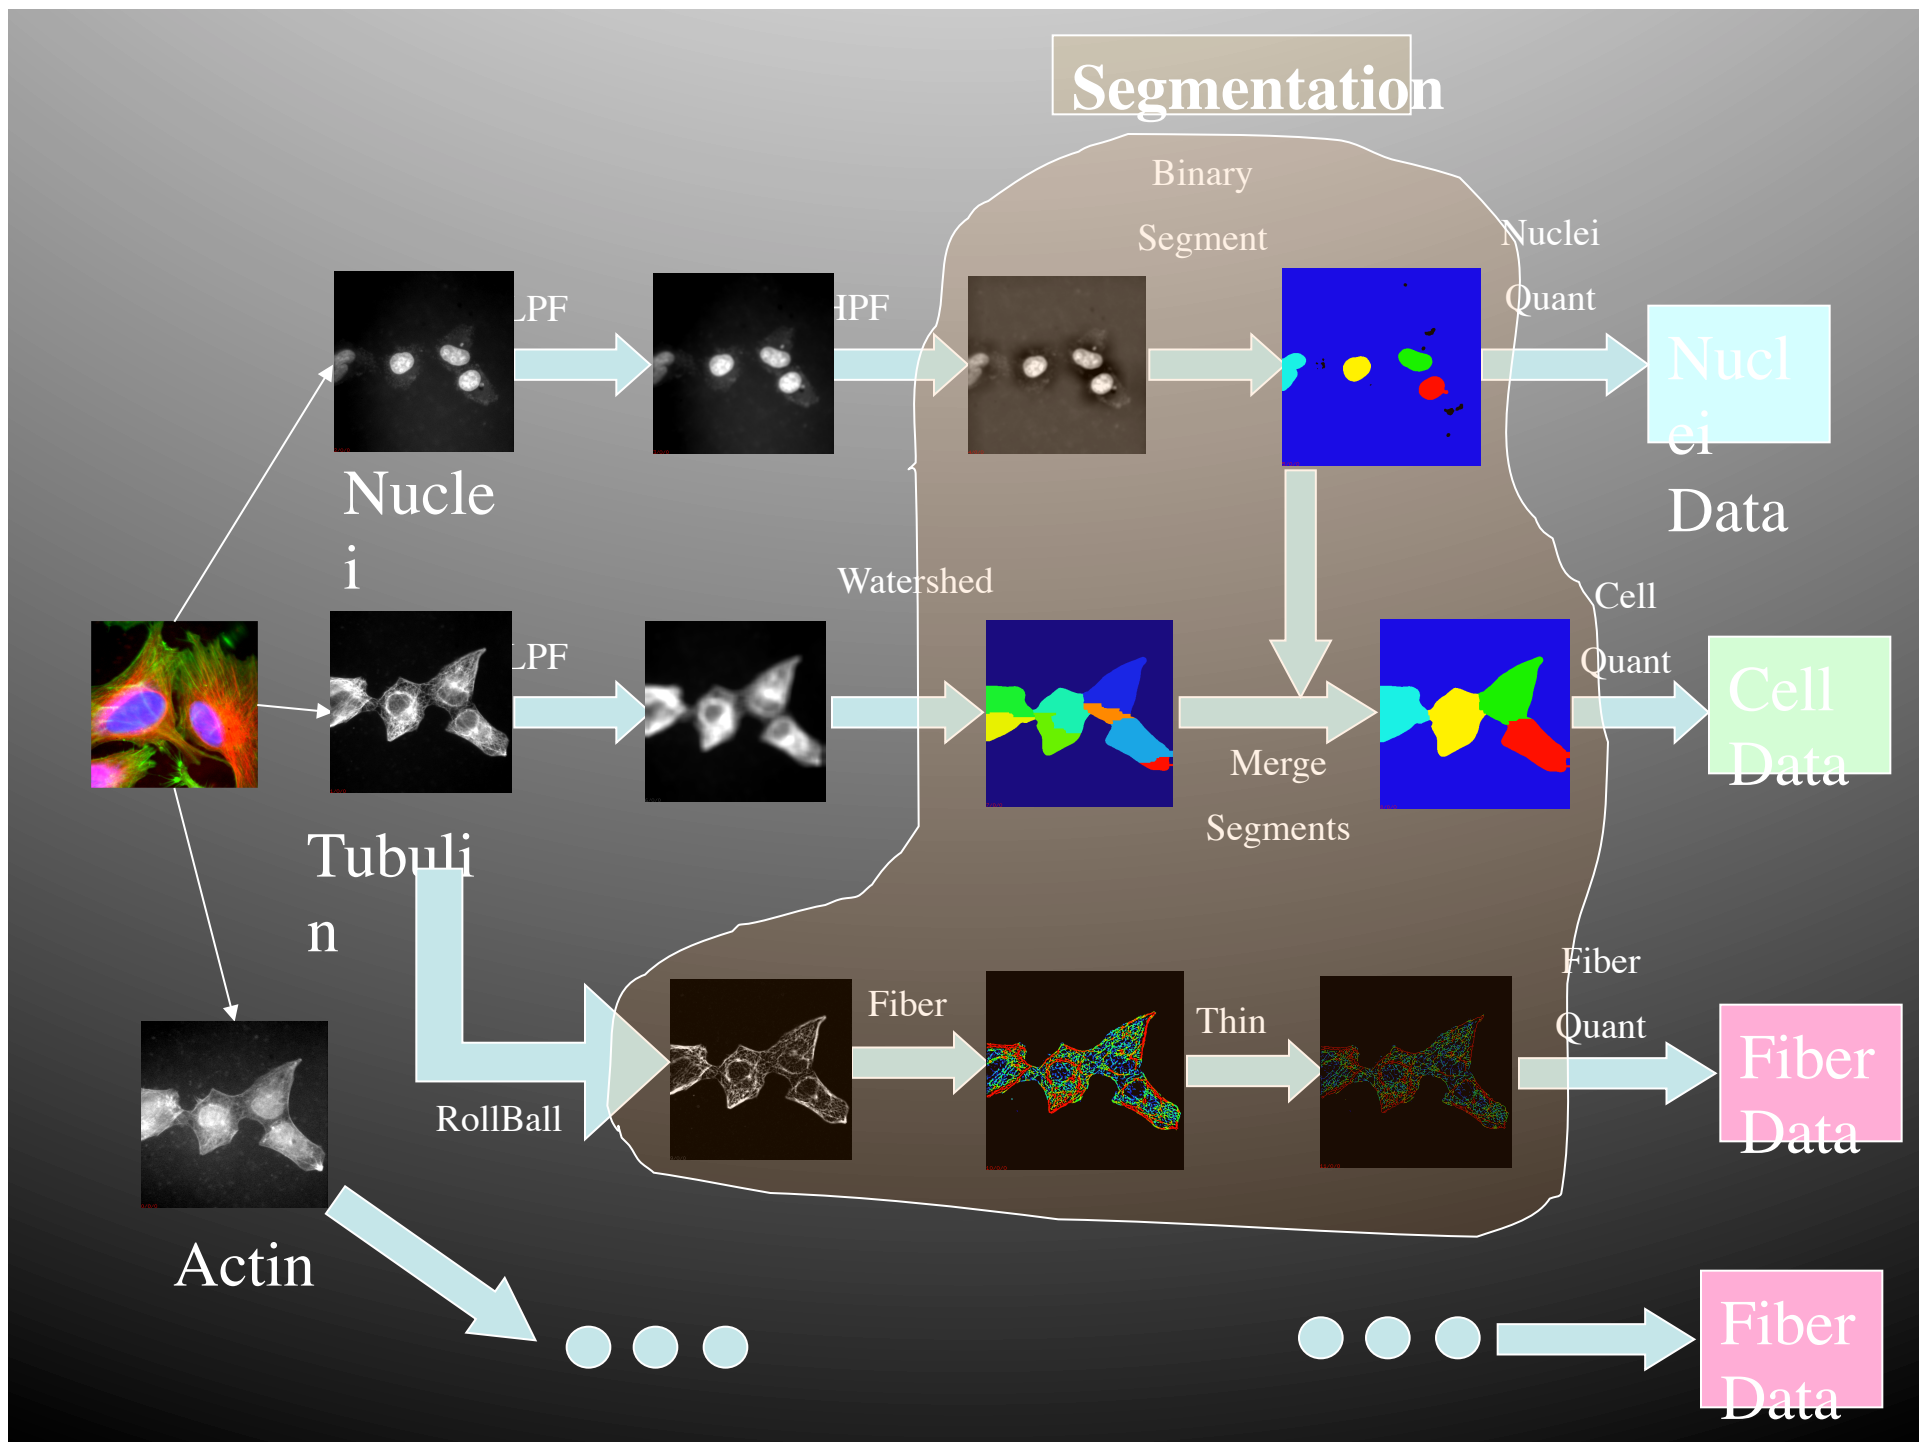 Segmentation
Binary
Segment
Nuclei
Quant
LPF
HPF
Nucl
ei
Data
Nucle
i
Watershed
Cell
Quant
LPF
Cell
Data
Merge
Segments
Tubuli
n
Fiber
Quant
Fiber
Thin
RollBall
Fiber
Data
Actin
Fiber
Data